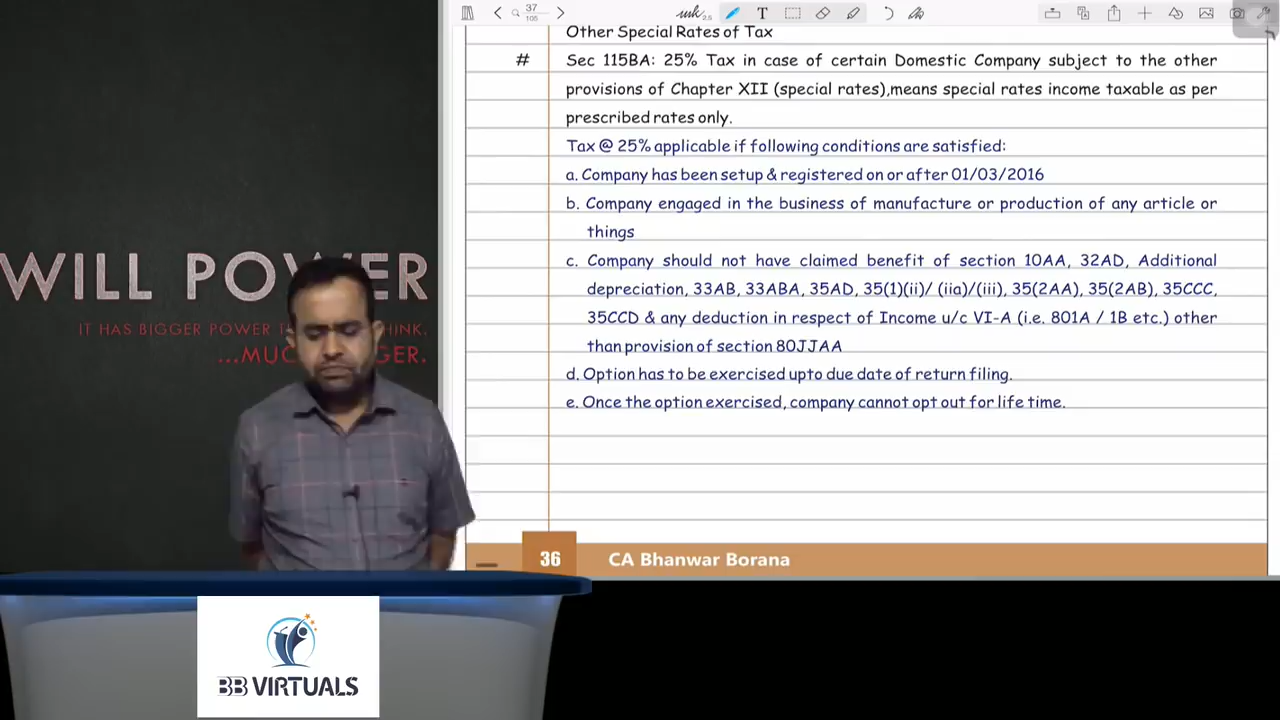 37
105
T
Other Special Rates of Tax
# Sec 115BA: 25% Tax in case of certain Domestic Company subject to the other
provisions of Chapter XII (special rates),means special rates income taxable as per
prescribed rates only.
Tax @ 25% applicable if following conditions are satisfied:
a. Company has been setup & registered on or after 01/03/2016
b. Company engaged in the business of manufacture or production of any article or
things
c. Company should not have claimed benefit of section 10AA, 32AD, Additional
depreciation, 33AB, 33ABA, 35AD, 35(1)(ii)/ (iia)/(iii), 35(2AA), 35(2AB), 35CCC,
35CCD & any deduction in respect of Income u/c VI-A (i.e. 801A / 1B etc.) other
than provision of section 80JJAA
d. Option has to be exercised upto due date of return filing.
e. Once the option exercised, company cannot opt out for life time.
36 CA Bhanwar Borana
WILL POWER
IT HAS BIGGER POWER
...MUC
BB VIRTUALS